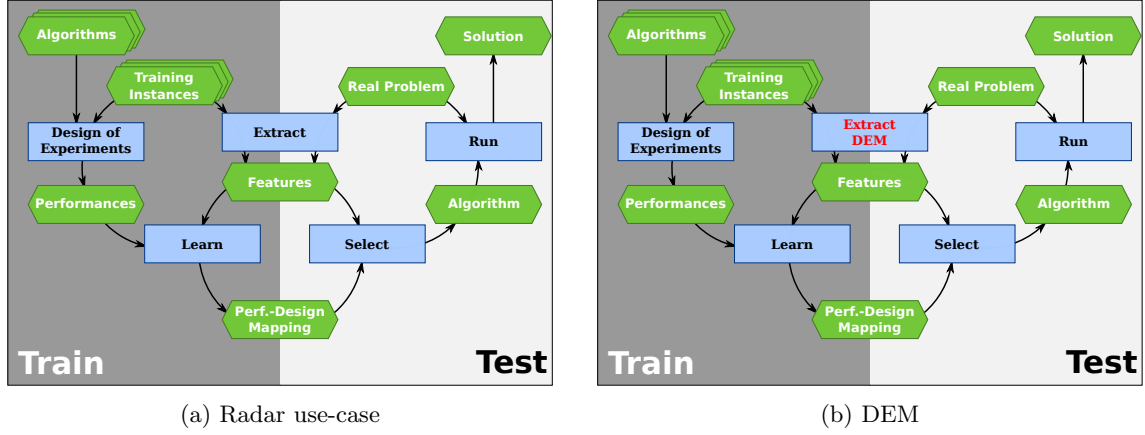 Algorithms
Solution
Training
Instances
Real Problem
Design of
Experiments
Extract
Run
Performances
Features
Algorithm
Learn
Select
Perf.-Design
Mapping
Train
Test
(a) Radar use-case
Algorithms
Solution
Training
Instances
Real Problem
Design of
Experiments
Extract
DEM
Run
Performances
Features
Algorithm
Learn
Select
Perf.-Design
Mapping
Train
Test
(b) DEM